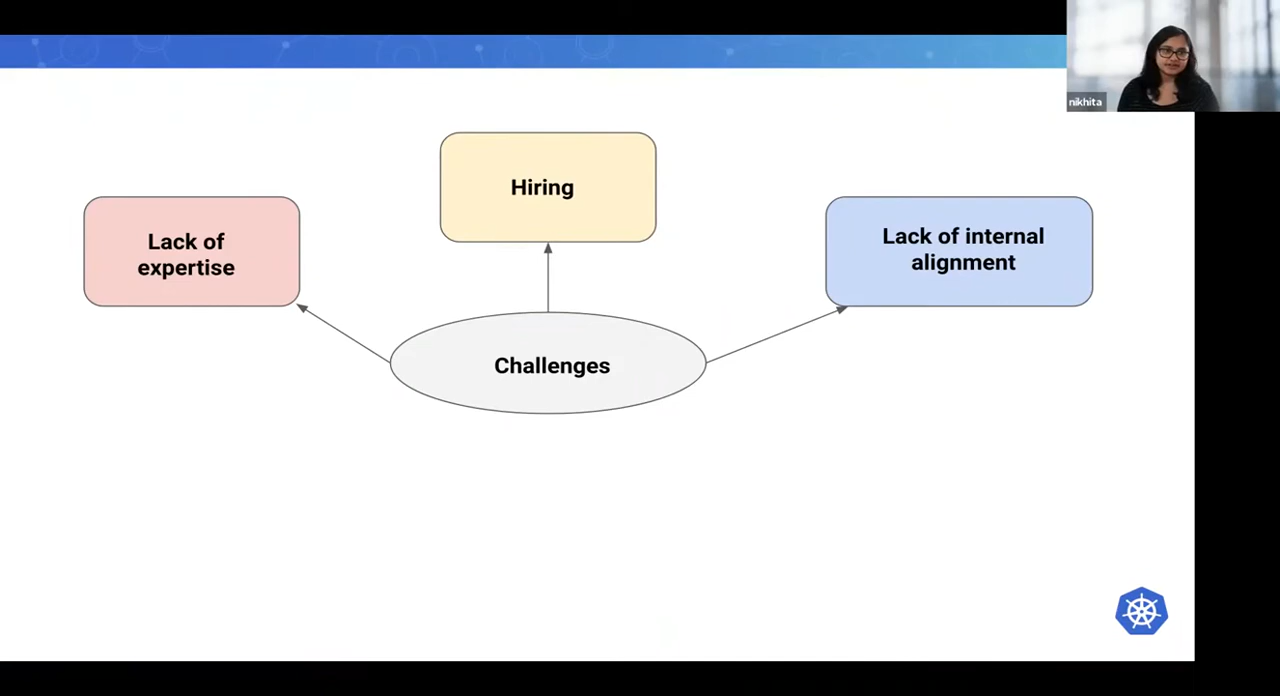 nikhita
Hiring
Lack of
expertise
Lack of internal
alignment
Challenges